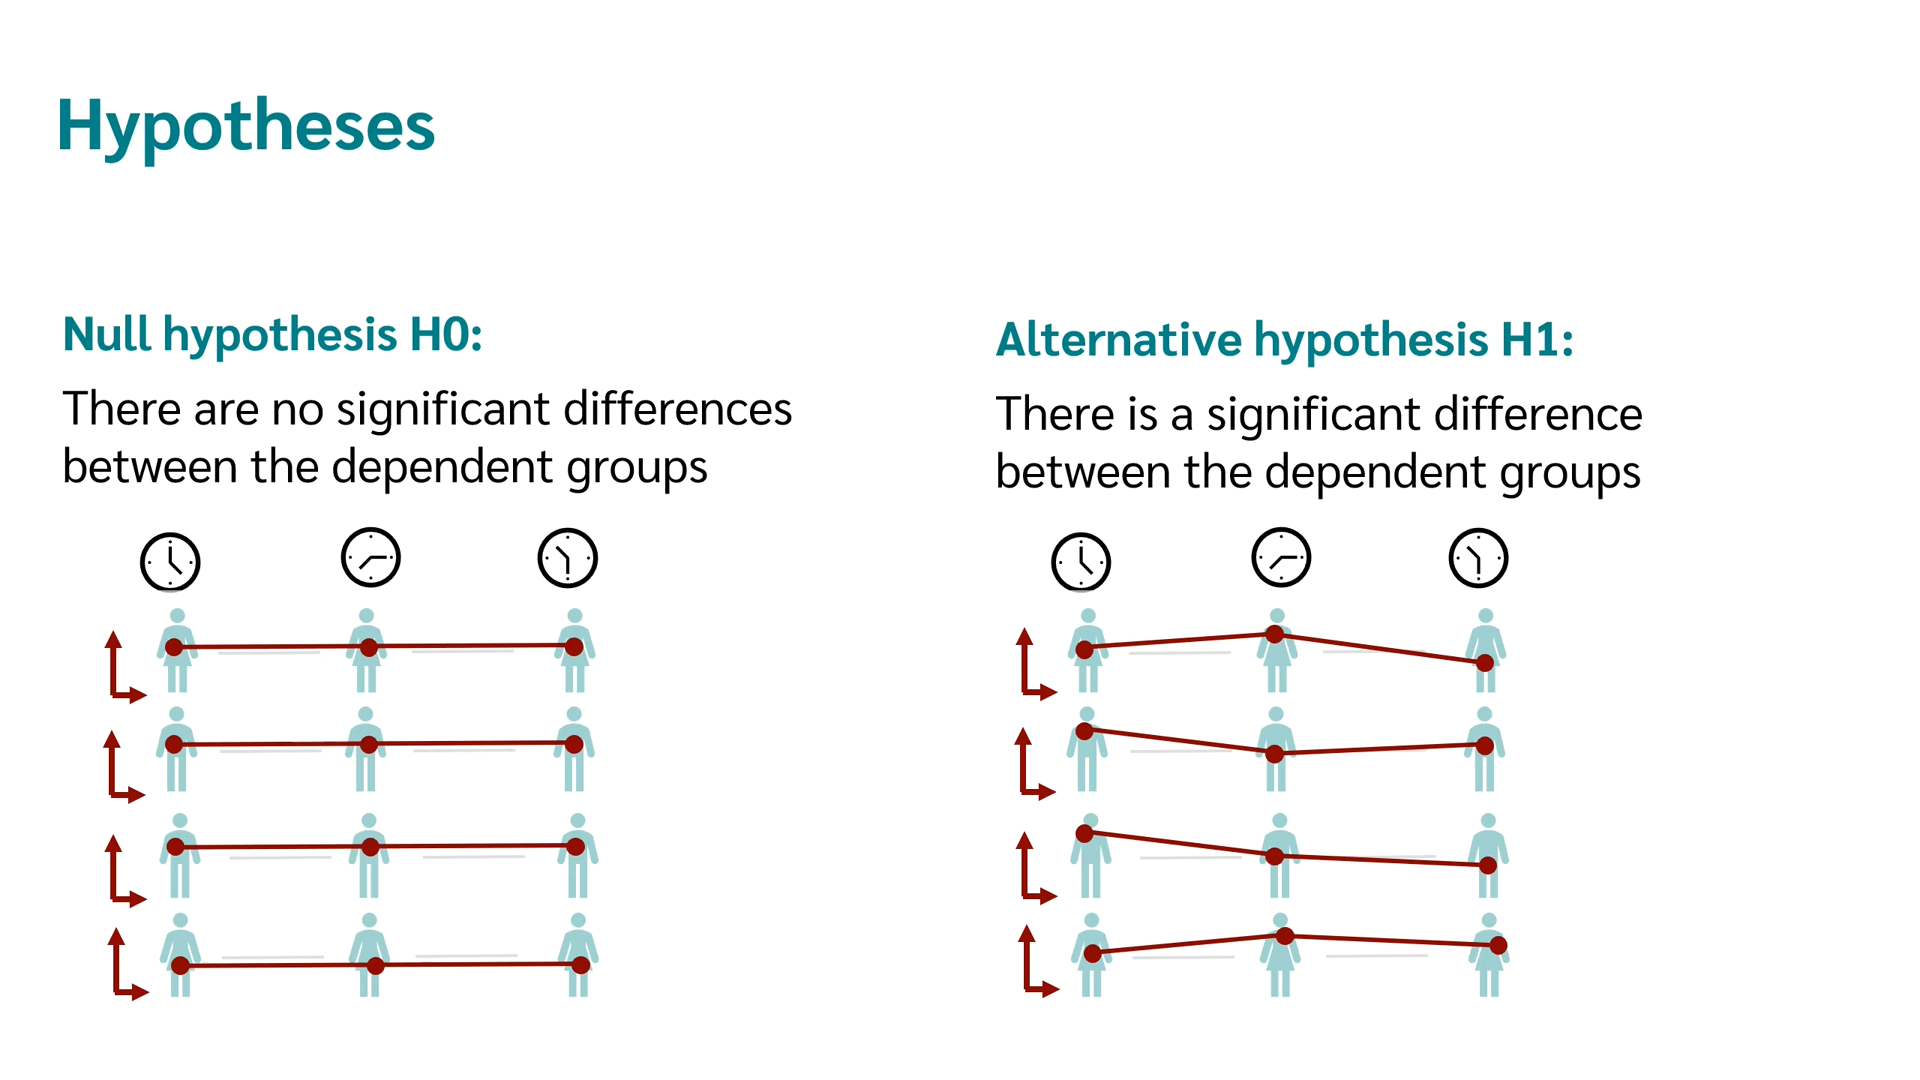 Hypotheses
Null hypothesis H0:
There are no significant differences
between the dependent groups
Alternative hypothesis H1:
There is a significant difference
between the dependent groups